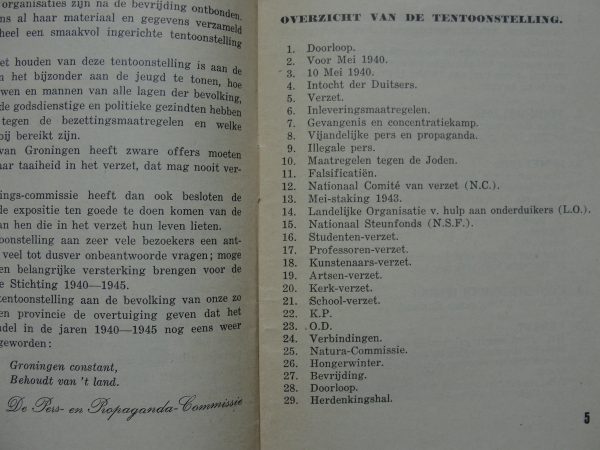 organisaties zijn na de bevrijding ontbonden.
ns al haar materiaal en gegevens verzameld
heel een smaakvol ingerichte tentoonstelling
et houden van deze tentoonstelling is aan de
n het bijzonder aan de jeugd te tonen, hoe
wen en mannen van alle lagen der bevolking,
de godsdienstige en politieke gezindten hebben
tegen de bezettingsmaatregelen en welke
bij bereikt zijn.
van Groningen heeft zware offers moeten
ar taaiheid in het verzet, dat mag nooit ver-
ngs-commissie heeft dan ook besloten de
de expositie ten goede te doen komen van de
an hen die in het verzet hun leven lieten.
oonstelling aan zeer vele bezoekers een ant-
veel tot dusver onbeantwoorde vragen; moge
en belangrijke versterking brengen voor de
e Stichting 1940—1945.
tentoonstelling aan de bevolking van onze zo
en provincie de overtuiging geven dat het
ndel in de jaren 1940—1945 nog eens weer
geworden:
Groningen constant,
Behoudt van 't land.
De Pers- en Propaganda-Commissie
OVERZICHT VAN DE TENTOONSTELLING.
1. Doorloop.
2. Voor Mei 1940.
3. 10 Mei 1940.
4. Intocht der Duitsers.
5. Verzet.
6. Inleveringsmaatregelen.
7. Gevangenis en concentratiekamp.
8. Vijandelijke pers en propaganda.
9. Illegale pers.
10. Maatregelen tegen de Joden.
11. Falsificatiën.
12. Nationaal Comité van verzet (N.C.).
13. Mei-staking 1943.
14. Landelijke Organisatie v. hulp aan onderduikers (L.O.).
15. Nationaal Steunfonds (N.S.F.).
16. Studenten-verzet.
17. Professoren-verzet.
18. Kunstenaars-verzet.
19. Artsen-verzet.
20. Kerk-verzet.
21. School-verzet.
22. K.P.
23. O.D.
24. Verbindingen.
25. Natura-Commissie.
26. Hongerwinter.
27. Bevrijding.
28. Doorloop.
29. Herdenkingshal.
5